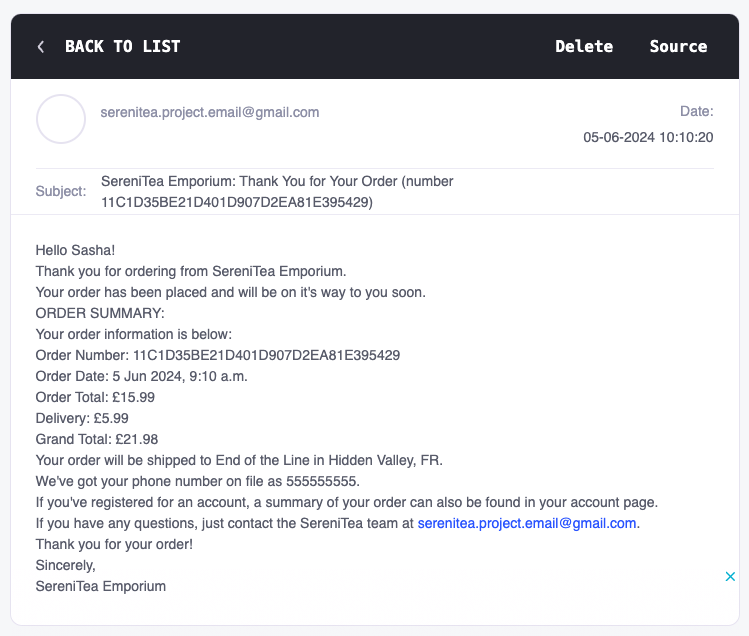 BACK TO LIST
Delete
Source
serenitea.project.email@gmail.com
Date:
05-06-2024 10:10:20
Subject:
SereniTea Emporium: Thank You for Your Order (number
11C1D35BE21D401D907D2EA81E395429)
Hello Sasha!
Thank you for ordering from SereniTea Emporium.
Your order has been placed and will be on it's way to you soon.
ORDER SUMMARY:
Your order information is below:
Order Number: 11C1D35BE21D401D907D2EA81E395429
Order Date: 5 Jun 2024, 9:10 a.m.
Order Total: £15.99
Delivery: £5.99
Grand Total: £21.98
Your order will be shipped to End of the Line in Hidden Valley, FR.
We've got your phone number on file as 555555555.
If you've registered for an account, a summary of your order can also be found in your account page.
If you have any questions, just contact the SereniTea team at serenitea.project.email@gmail.com.
Thank you for your order!
Sincerely,
SereniTea Emporium